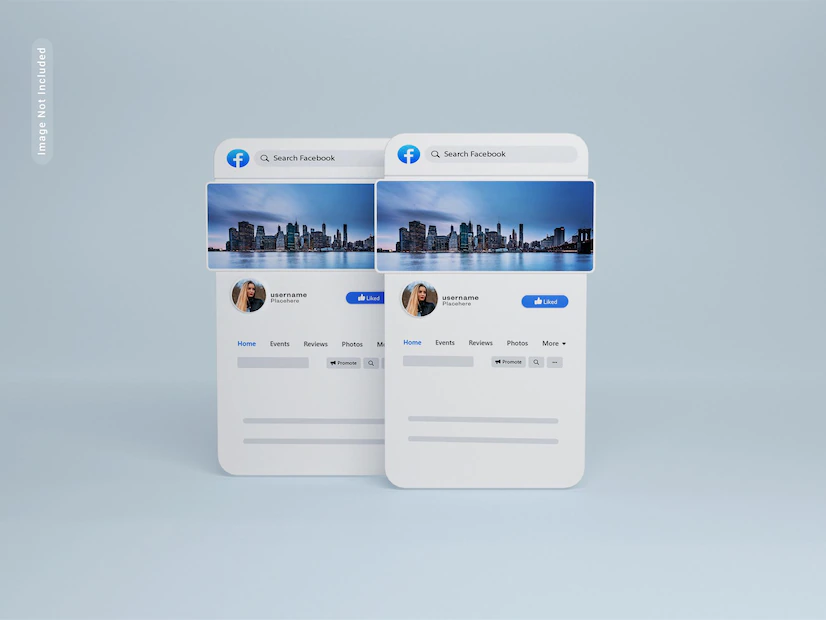 Image Not Included
Search Facebook
username
Placehere
Liked
Home Events Reviews Photos M
Promote
Search Facebook
username
Placehere
Liked
Home Events Reviews Photos More
Promote